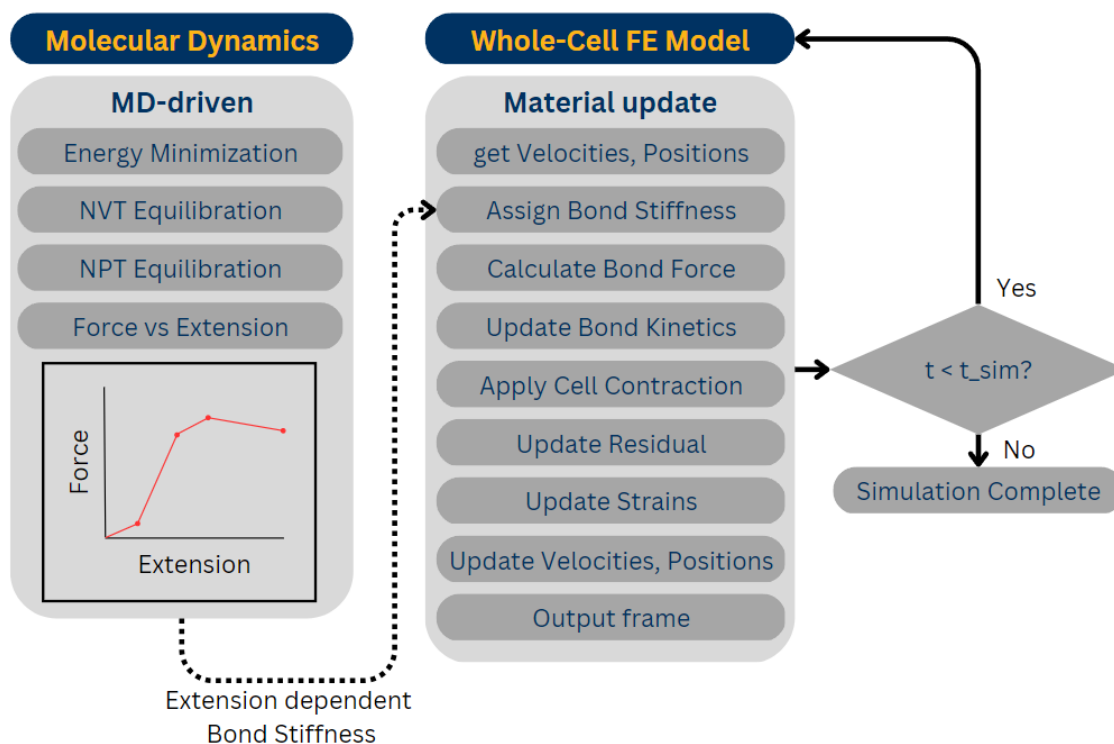 Molecular Dynamics
MD-driven
Energy Minimization
NVT Equilibration
NPT Equilibration
Force vs Extension
Force
Extension
Extension dependent
Bond Stiffness
Whole-Cell FE Model
Material update
get Velocities, Positions
Assign Bond Stiffness
Calculate Bond Force
Update Bond Kinetics
Apply Cell Contraction
Update Residual
Update Strains
Update Velocities, Positions
Output frame
Yes
t < t_sim?
No
Simulation Complete